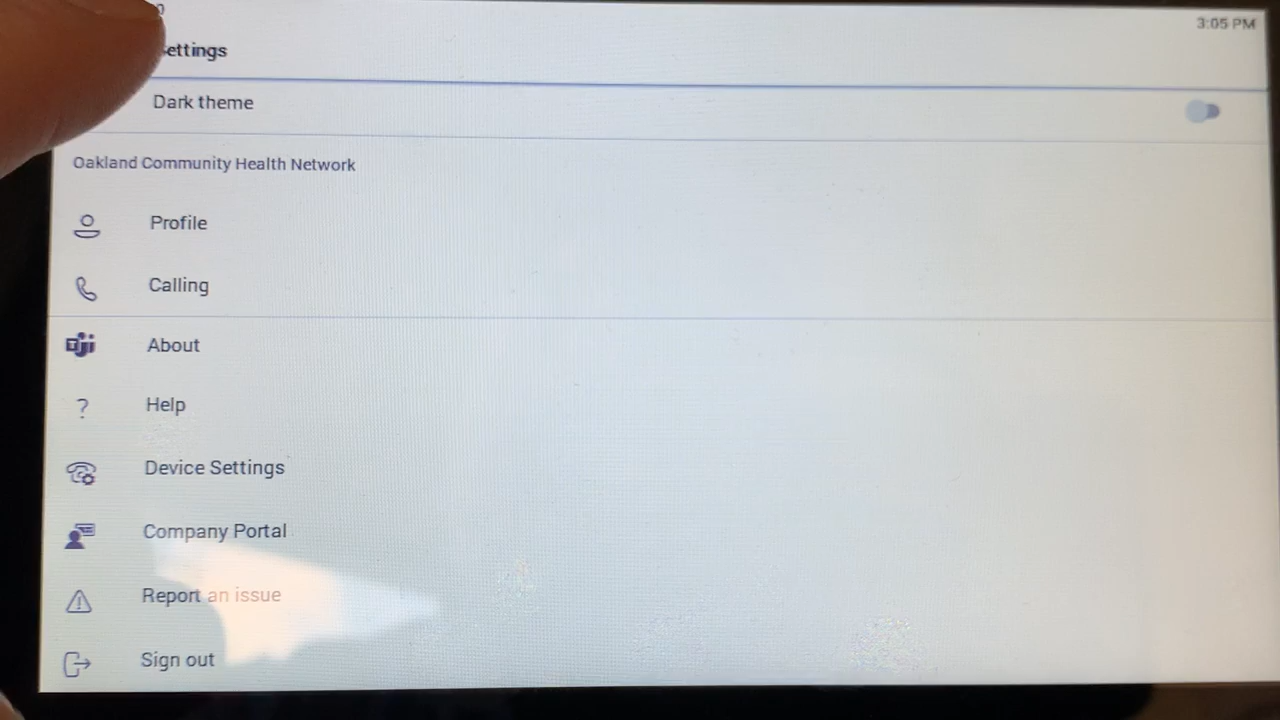 3:05 PM
ettings
Dark theme
Oakland Community Health Network
Profile
Calling
About
Help
Device Settings
Company Portal
Report an issue
Sign out